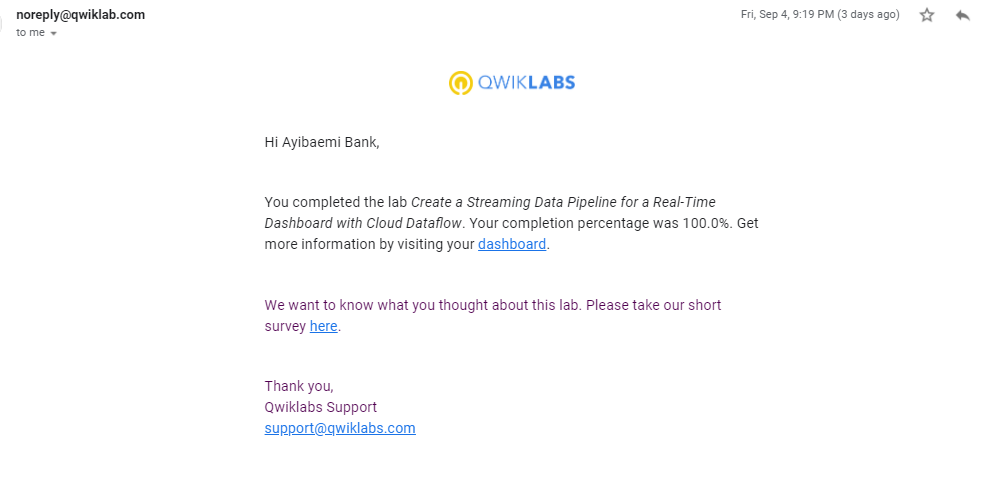 noreply@qwiklab.com
Fri, Sep 4, 9:19 PM (3 days ago)
to me
QWIKLABS
Hi Ayibaemi Bank,
You completed the lab Create a Streaming Data Pipeline for a Real-Time
Dashboard with Cloud Dataflow. Your completion percentage was 100.0%. Get
more information by visiting your dashboard.
We want to know what you thought about this lab. Please take our short
survey here.
Thank you,
Qwiklabs Support
support@qwiklabs.com